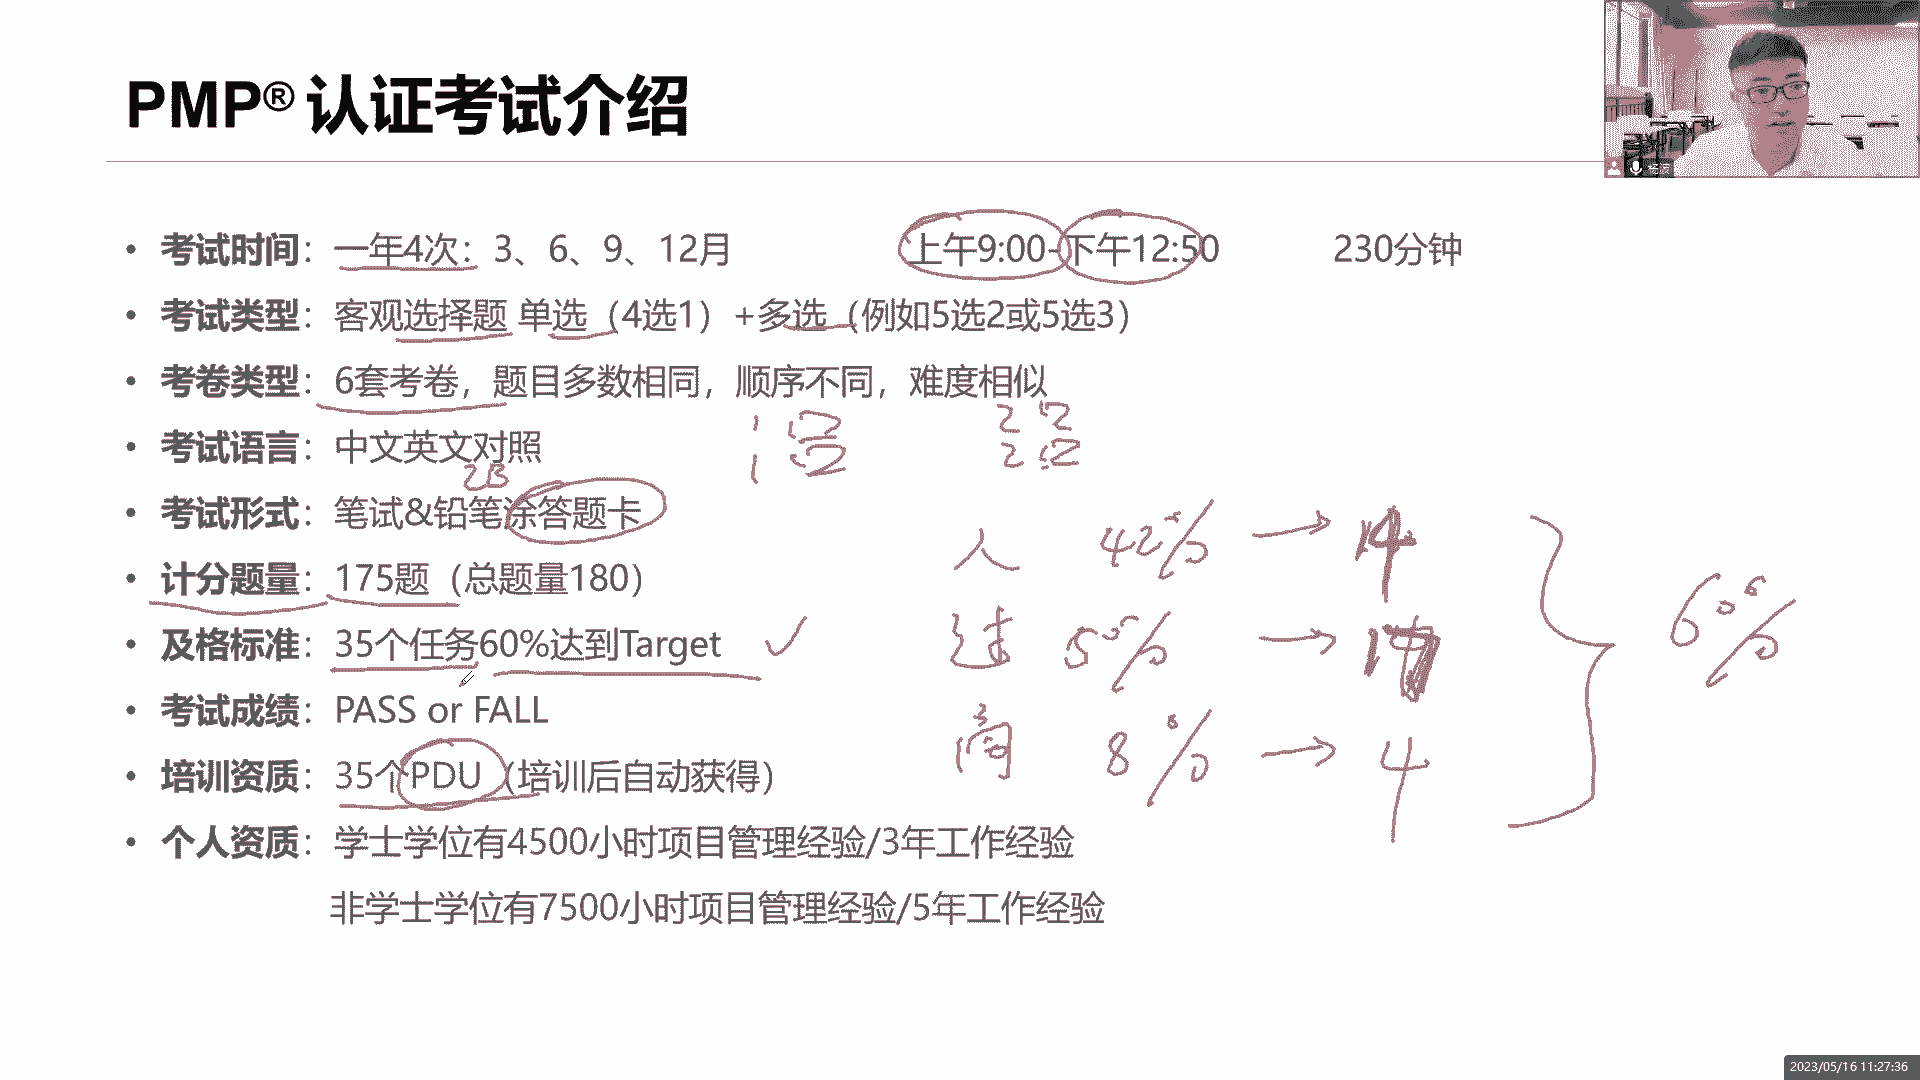 PMP® 认证考试介绍
• 考试时间：一年4次：3、6、9、12月 上午9:00-下午12:50 230分钟
• 考试类型：客观选择题 单选（4选1）+多选（例如5选2或5选3）
• 考卷类型：6套考卷，题目多数相同，顺序不同，难度相似
• 考试语言：中文英文对照
2B
• 考试形式：笔试&铅笔涂答题卡
人 42% →
• 计分题量：175题（总题量180）
60%
• 及格标准：35个任务60%达到Target
过 50% →
• 考试成绩：PASS or FALL
商 8% → 4
• 培训资质：35个PDU（培训后自动获得）
• 个人资质：学士学位有4500小时项目管理经验/3年工作经验
非学士学位有7500小时项目管理经验/5年工作经验
2023/05/16 11:27:36